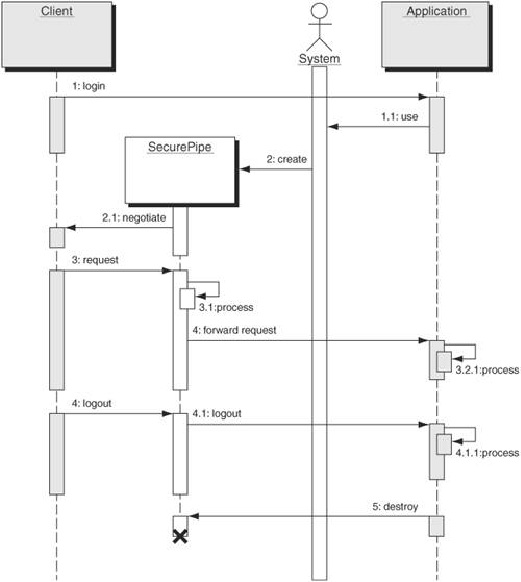 Client
System
Application
1: login
1.1: use
SecurePipe
2: create
2.1: negotiate
3: request
3.1: process
4: forward request
3.2.1:process
4: logout
4.1: logout
4.1.1:process
5: destroy